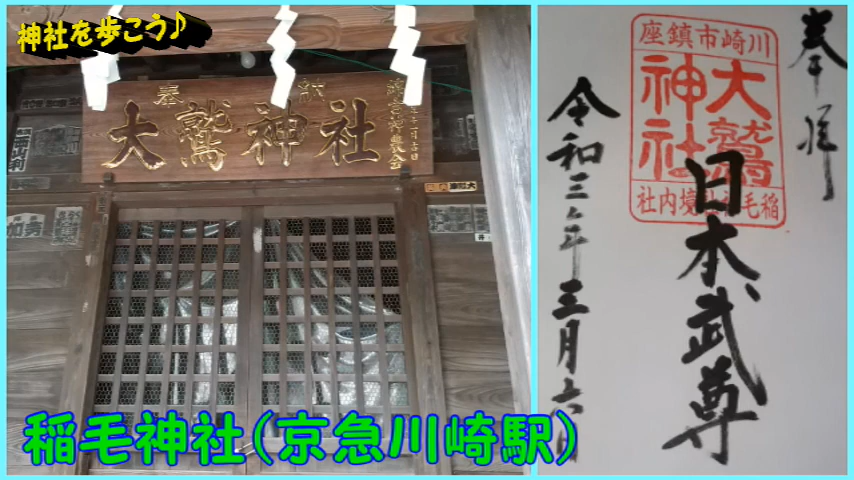 神社を歩こう♪
奉 献
大鷲神社
稲毛神社(京急川崎駅)
奉拝
川崎市鎮座
大鷲神社
稲毛神社境内社
日本武尊
令和三年三月六日